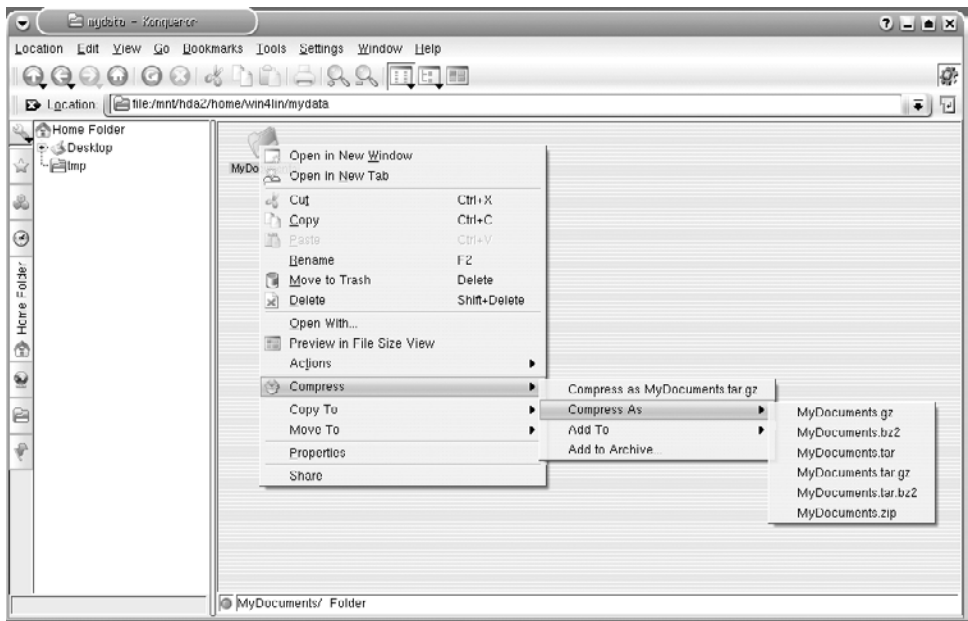 mydata - Konqueror
Location Edit View Go Bookmarks Tools Settings Window Help
Location: file:/mnt/hda2/home/win4lin/mydata
Home Folder
Desktop
tmp
Home Folder
MyDo
Open in New Window
Open in New Tab
Cut Ctrl+X
Copy Ctrl+C
Paste Ctrl+V
Rename F2
Move to Trash Delete
Delete Shift+Delete
Open With...
Preview in File Size View
Actions
Compress
Copy To
Move To
Properties
Share
Compress as MyDocuments.tar.gz
Compress As
Add To
Add to Archive...
MyDocuments.gz
MyDocuments.bz2
MyDocuments.tar
MyDocuments.tar.gz
MyDocuments.tar.bz2
MyDocuments.zip
MyDocuments/ Folder